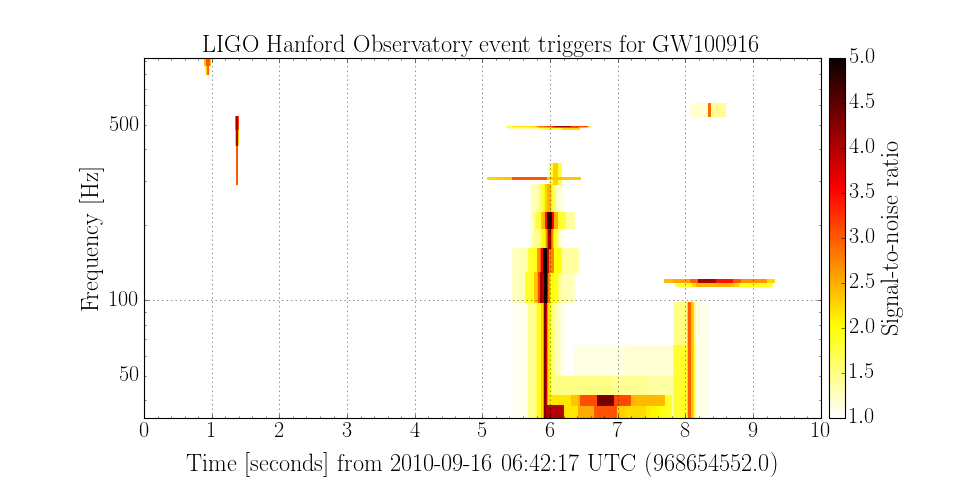 LIGO Hanford Observatory event triggers for GW100916
Frequency [Hz]
500
100
50
0 1 2 3 4 5 6 7 8 9 10
Time [seconds] from 2010-09-16 06:42:17 UTC (968654552.0)
5.0
4.5
4.0
3.5
3.0
2.5
2.0
1.5
1.0
Signal-to-noise ratio